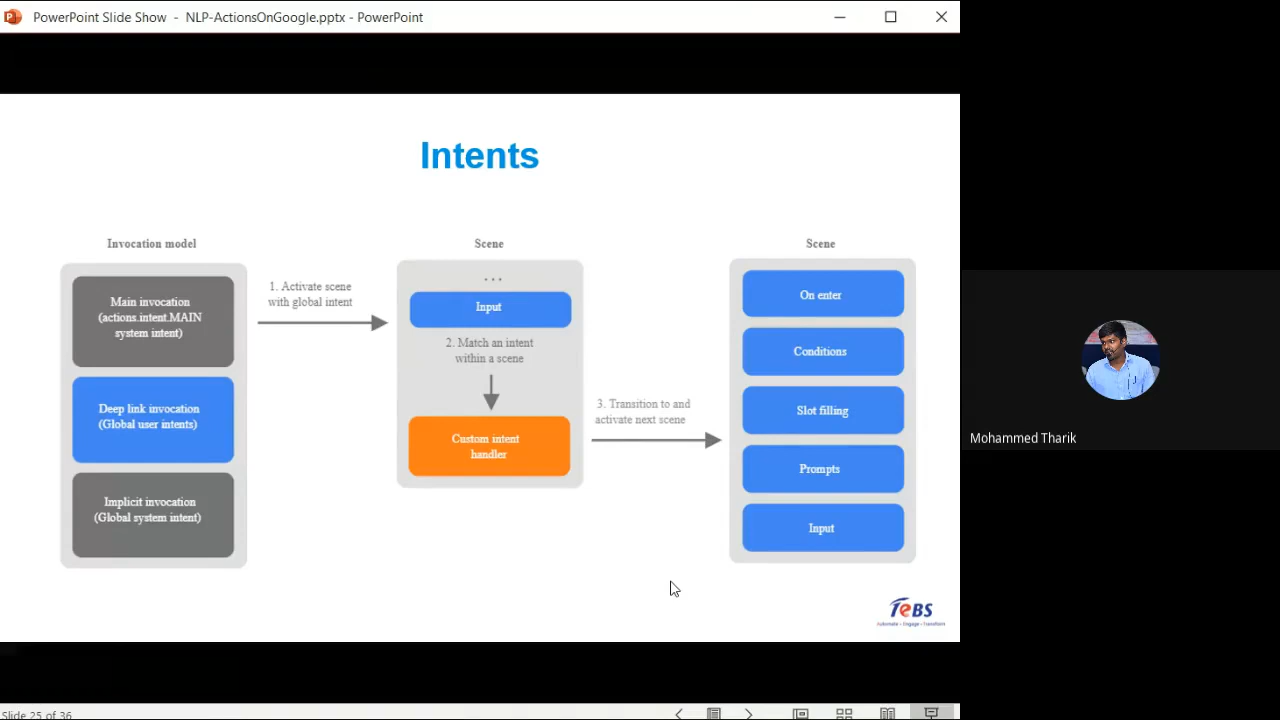 PowerPoint Slide Show - NLP-ActionsOnGoogle.pptx - PowerPoint
Intents
Invocation model
Main invocation
(actions.intent.MAIN
system intent)
Deep link invocation
(Global user intents)
Implicit invocation
(Global system intent)
1. Activate scene
with global intent
Scene
...
Input
2. Match an intent
within a scene
Custom intent
handler
3. Transition to and
activate next scene
Scene
On enter
Conditions
Slot filling
Prompts
Input
TeBS
Automate - Engage - Transform
Mohammed Tharik
Slide 25 of 36